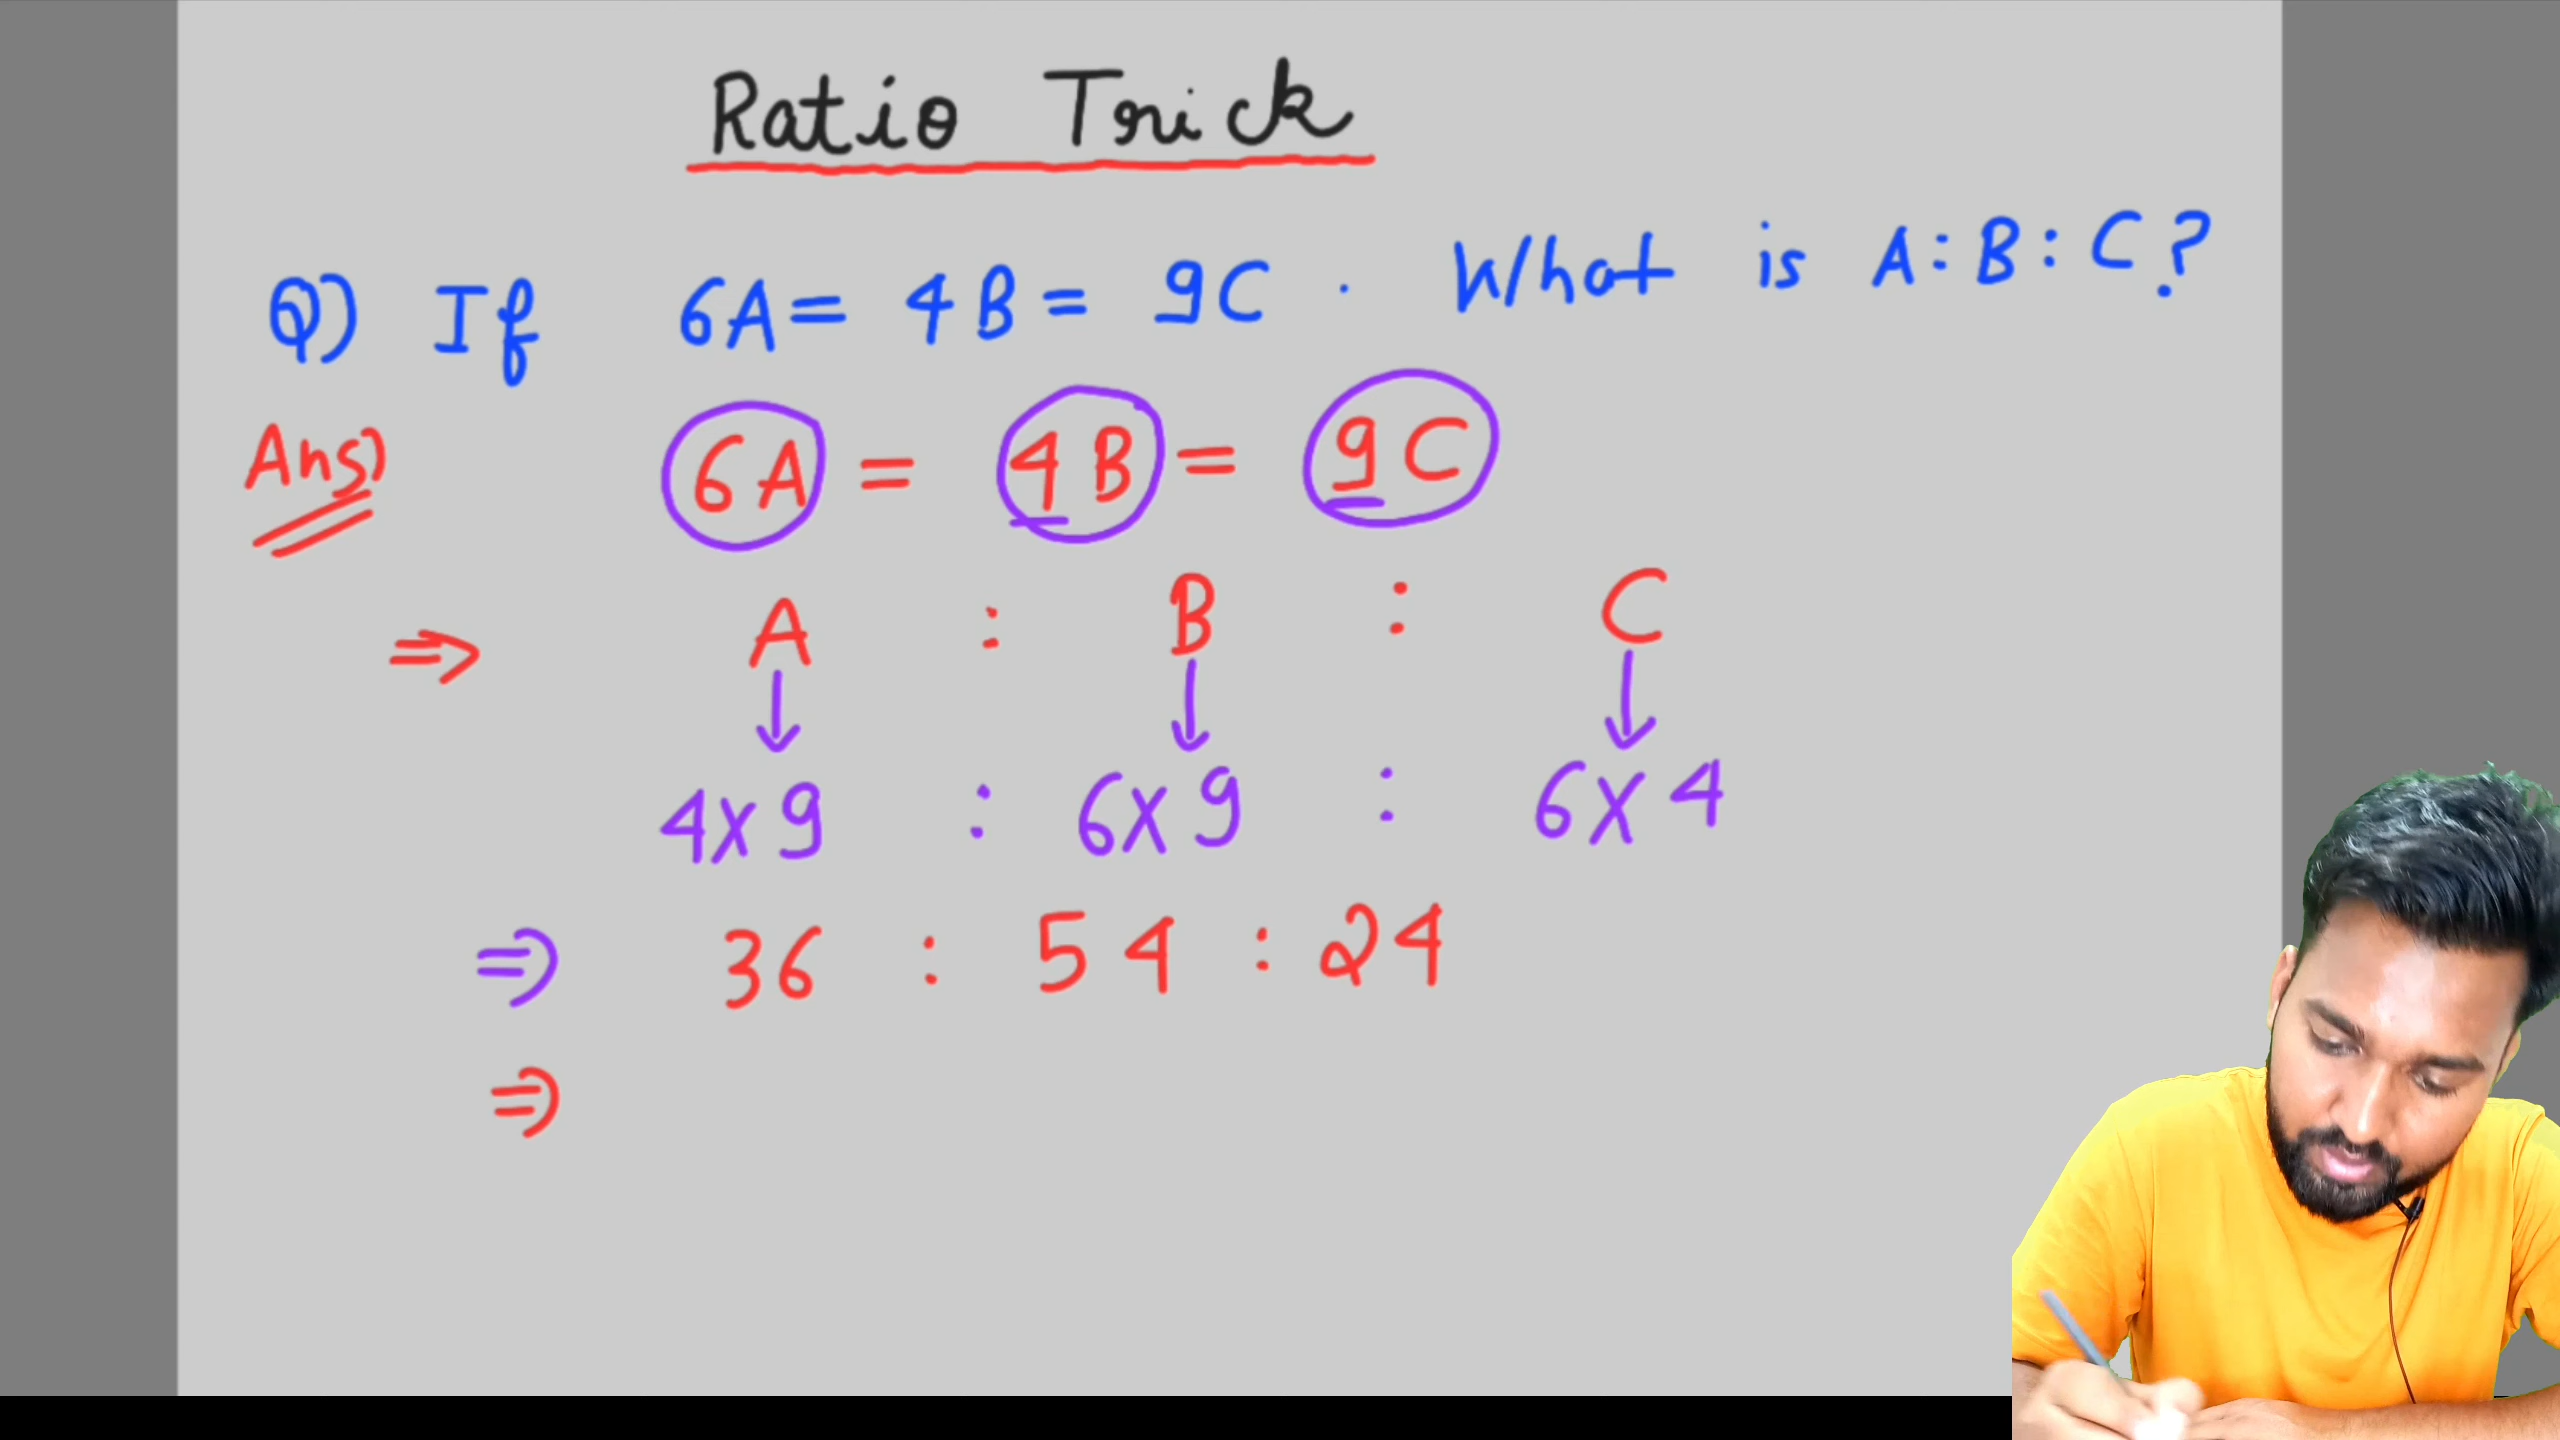 Ratio Trick
Q) If 6A = 4B = 9C . What is A : B : C ?
Ans) 6A = 4B = 9C
⇒ A : B : C
↓ ↓ ↓
4x9 : 6x9 : 6x4
⇒ 36 : 54 : 24
⇒